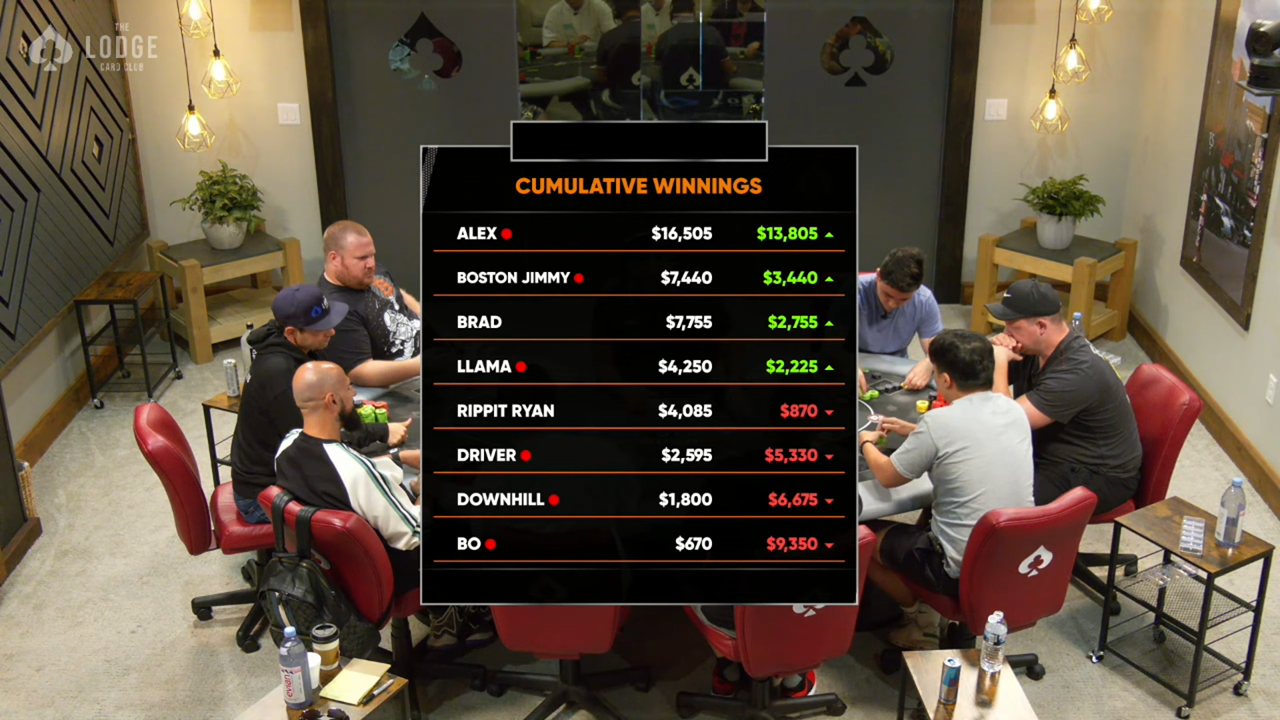 THE
LODGE
CARD CLUB
CUMULATIVE WINNINGS
ALEX $16,505 $13,805
BOSTON JIMMY $7,440 $3,440
BRAD $7,755 $2,755
LLAMA $4,250 $2,225
RIPPIT RYAN $4,085 $870
DRIVER $2,595 $5,330
DOWNHILL $1,800 $6,675
BO $670 $9,350
evian